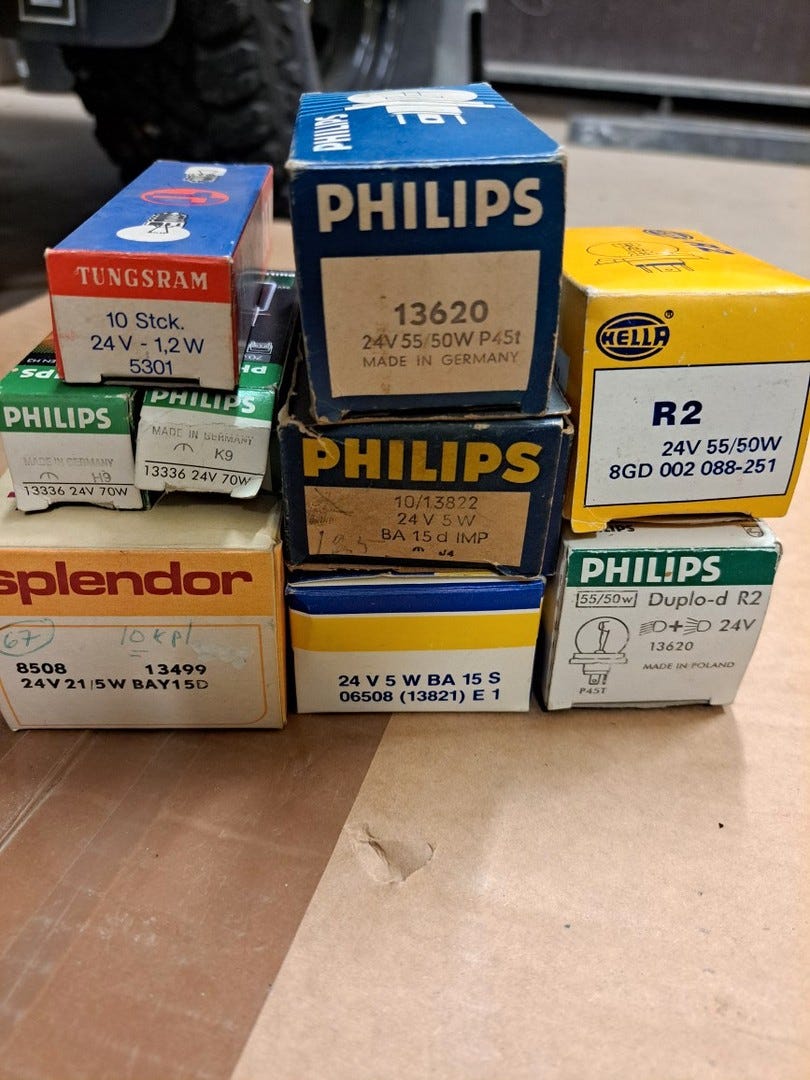 PHILIPS
PHILIPS
13620
24V 55/50W P45t
MADE IN GERMANY
TUNGSRAM
10 Stck.
24 V - 1,2 W
5301
HELLA
R2
24V 55/50W
8GD 002 088-251
PHILIPS
MADE IN GERMANY
H9
13336 24V 70W
PHILIPS
MADE IN GERMANY
K9
13336 24V 70W
PHILIPS
10/13822
24 V 5 W
BA 15 d IMP
J4
splendor
67
10 kpl
8508 13499
24V 21/5W BAY15D
24 V 5 W BA 15 S
06508 (13821) E 1
PHILIPS
55/50w Duplo-d R2
24V
13620
MADE IN POLAND
P45T